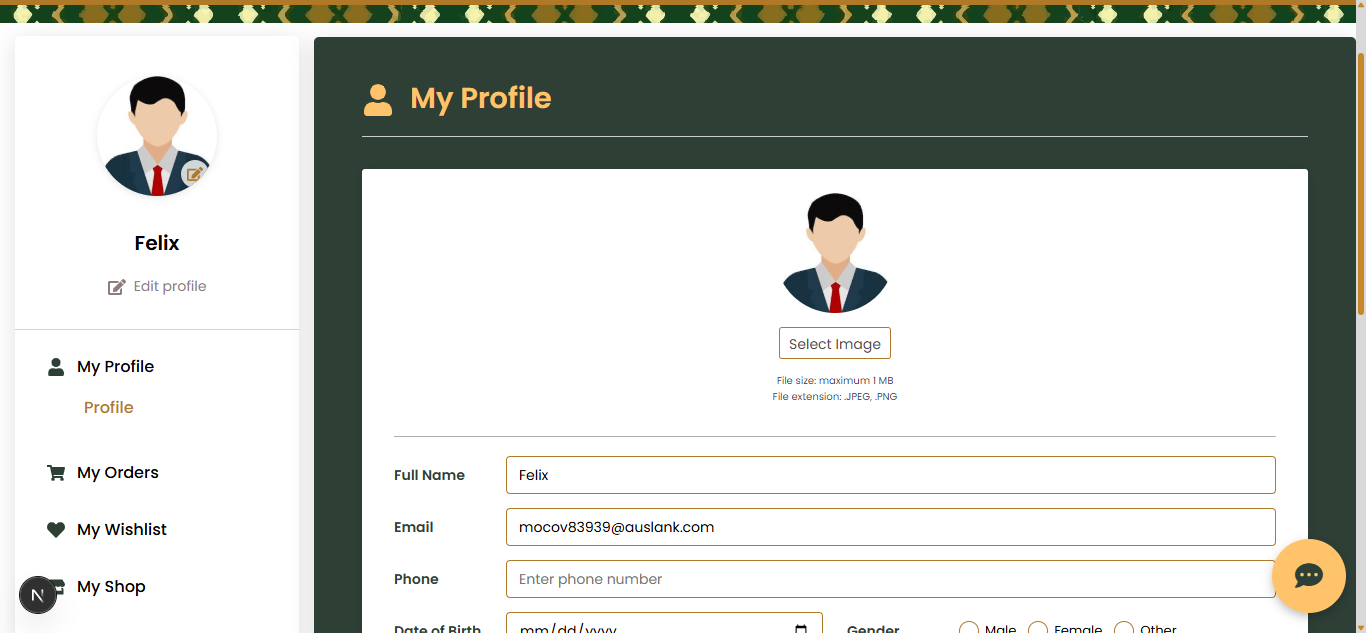 Felix
Edit profile
My Profile
Profile
My Orders
My Wishlist
My Shop
N
My Profile
Select Image
File size: maximum 1 MB
File extension: .JPEG, .PNG
Full Name Felix
Email mocov83939@auslank.com
Phone Enter phone number
Date of Birth mm/dd/yyyy Gender Male Female Other